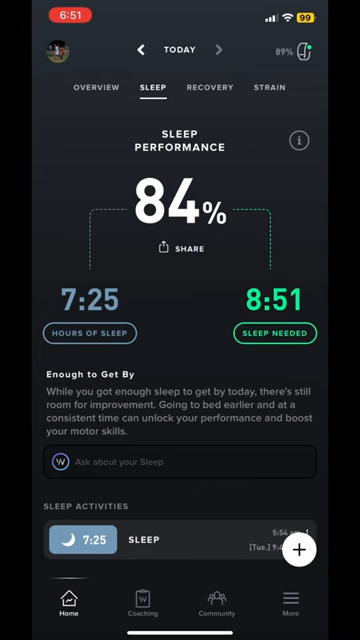 6:51
99
TODAY
89%
OVERVIEW SLEEP RECOVERY STRAIN
SLEEP
PERFORMANCE
84%
SHARE
7:25
8:51
HOURS OF SLEEP
SLEEP NEEDED
Enough to Get By
While you got enough sleep to get by today, there's still
room for improvement. Going to bed earlier and at a
consistent time can unlock your performance and boost
your motor skills.
W Ask about your Sleep
SLEEP ACTIVITIES
7:25 SLEEP
5:54
[Tue.]
Home Coaching Community More